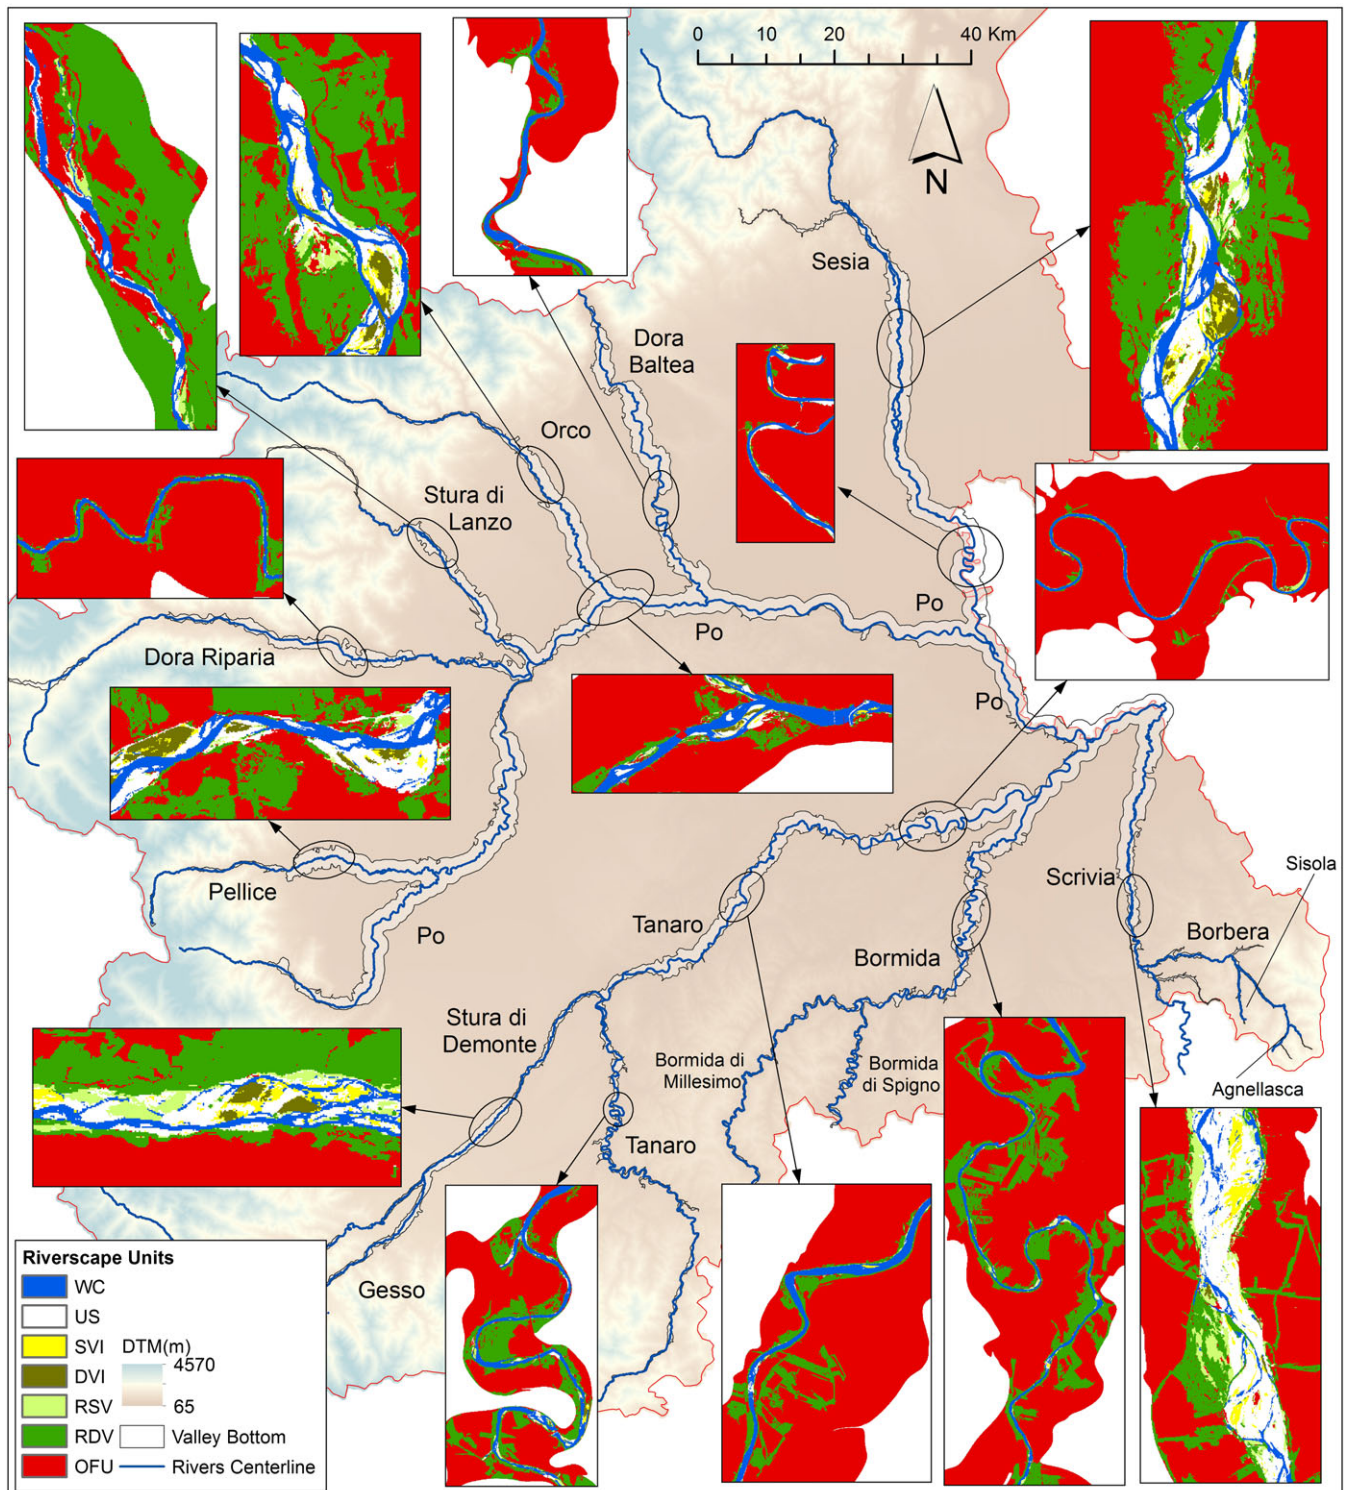 0 10 20 40 Km
N
Sesia
Dora
Baltea
Orco
Stura di
Lanzo
Po
Po
Dora Riparia
Po
Pellice
Scrivia
Sisola
Tanaro
Borbera
Po
Bormida
Stura di
Demonte
Bormida di
Millesimo
Bormida
di Spigno
Agnellasca
Tanaro
Gesso
Riverscape Units
WC
US
SVI
DVI
RSV
RDV
OFU
DTM(m)
4570
65
Valley Bottom
Rivers Centerline